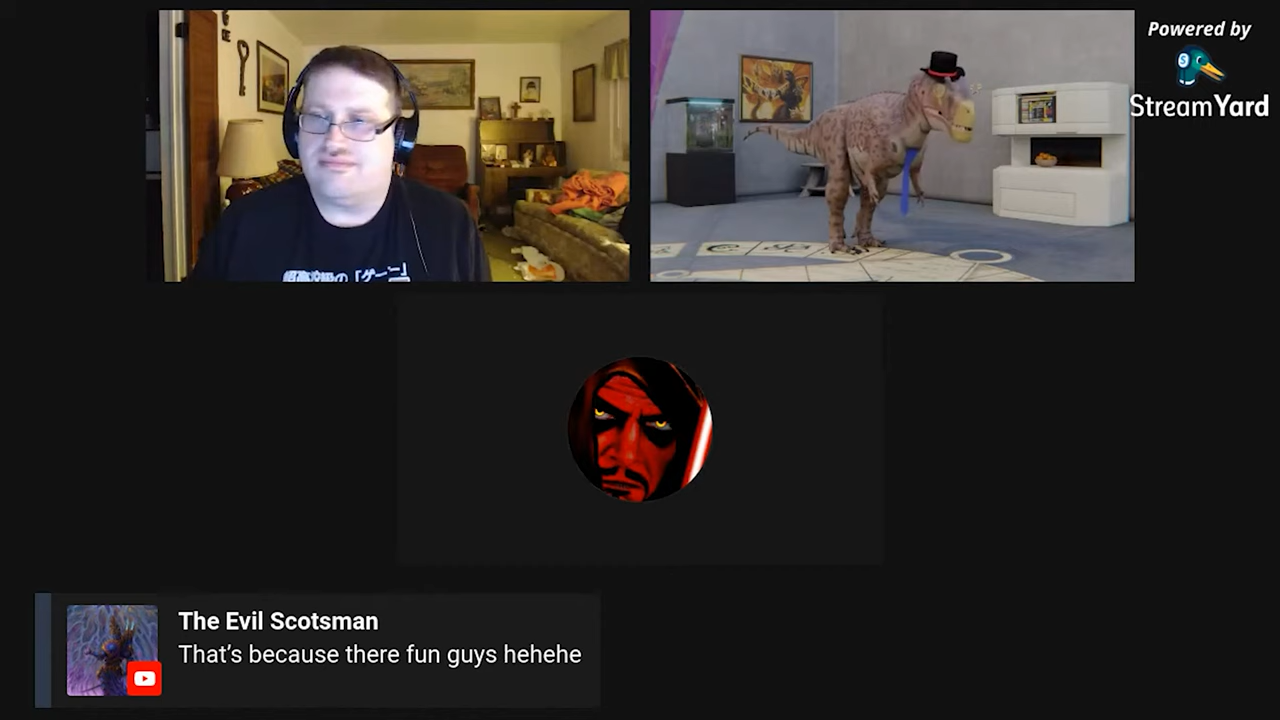 Powered by
StreamYard
The Evil Scotsman
That's because there fun guys hehehe